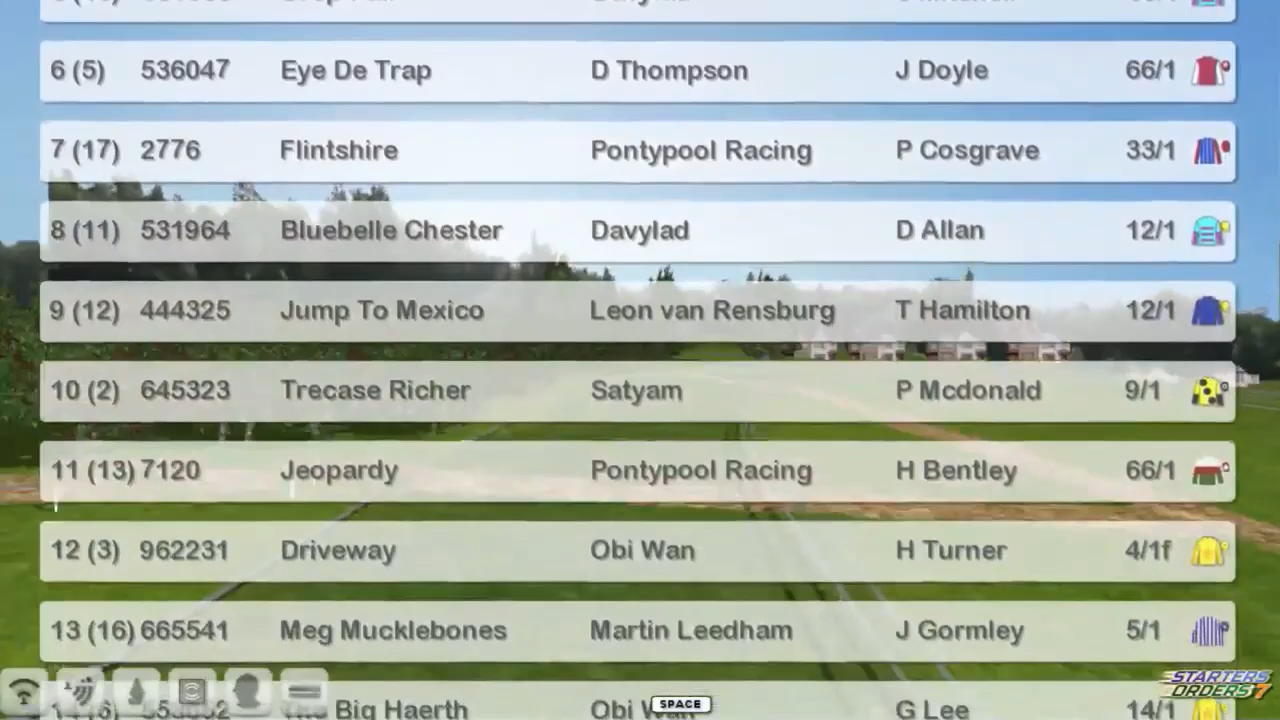 6 (5) 536047 Eye De Trap D Thompson J Doyle 66/1
7 (17) 2776 Flintshire Pontypool Racing P Cosgrave 33/1
8 (11) 531964 Bluebelle Chester Davylad D Allan 12/1
9 (12) 444325 Jump To Mexico Leon van Rensburg T Hamilton 12/1
10 (2) 645323 Trecase Richer Satyam P Mcdonald 9/1
11 (13) 7120 Jeopardy Pontypool Racing H Bentley 66/1
12 (3) 962231 Driveway Obi Wan H Turner 4/1f
13 (16) 665541 Meg Mucklebones Martin Leedham J Gormley 5/1
Big Haerth Obi G Lee 14/1
SPACE
STARTERS
ORDERS 7